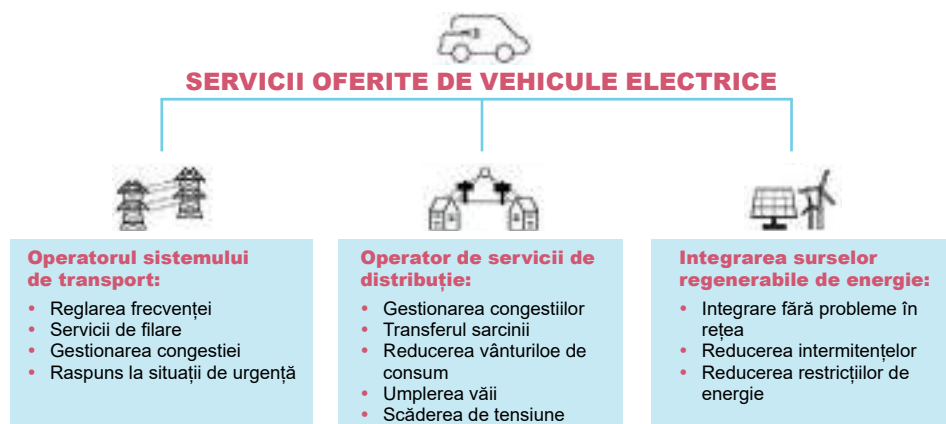 SERVICII OFERITE DE VEHICULE ELECTRICE
Operatorul sistemului
de transport:
• Reglarea frecvenței
• Servicii de filare
• Gestionarea congestiei
• Raspuns la situații de urgență
Operator de servicii de
distribuție:
• Gestionarea congestiilor
• Transferul sarcinii
• Reducerea vânturiloe de
consum
• Umplerea văii
• Scăderea de tensiune
Integrarea surselor
regenerabile de energie:
• Integrare fără probleme în
rețea
• Reducerea intermitențelor
• Reducerea restricțiilor de
energie